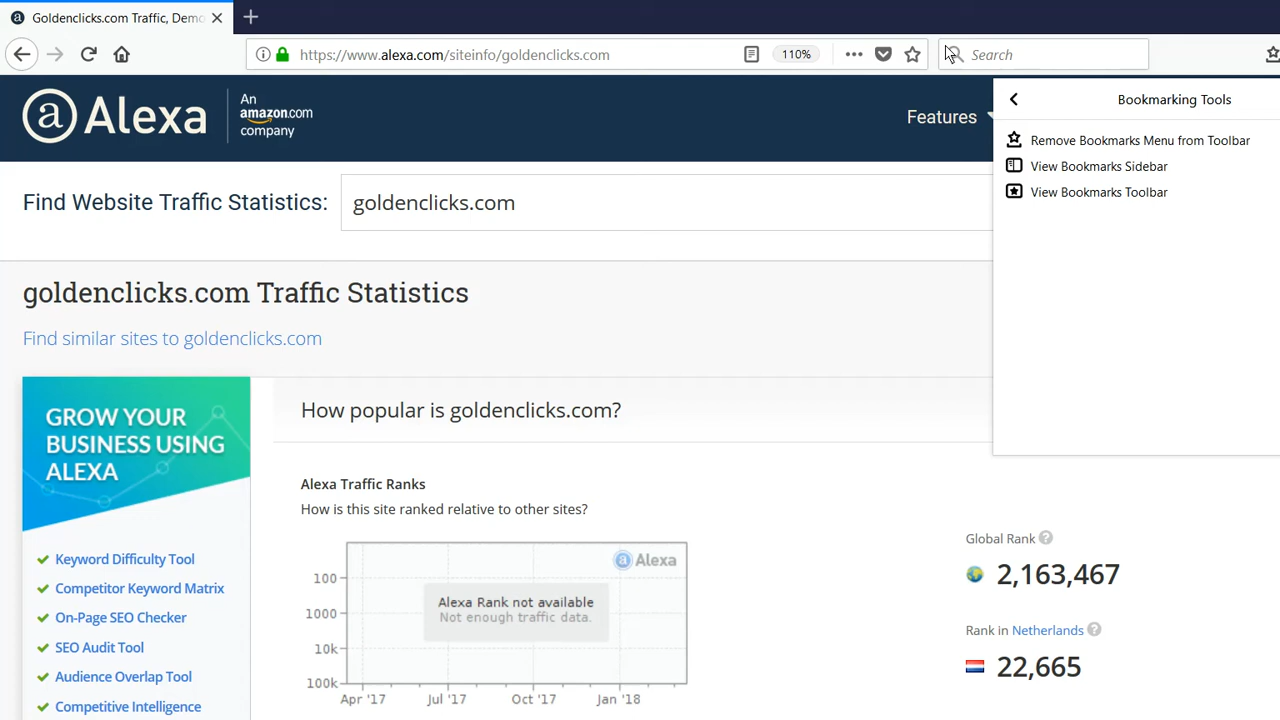 Goldenclicks.com Traffic, Demo
https://www.alexa.com/siteinfo/goldenclicks.com
110%
Search
Alexa
An
amazon.com
company
Features
Bookmarking Tools
Remove Bookmarks Menu from Toolbar
View Bookmarks Sidebar
View Bookmarks Toolbar
Find Website Traffic Statistics:
goldenclicks.com
goldenclicks.com Traffic Statistics
Find similar sites to goldenclicks.com
GROW YOUR
BUSINESS USING
ALEXA
Keyword Difficulty Tool
Competitor Keyword Matrix
On-Page SEO Checker
SEO Audit Tool
Audience Overlap Tool
Competitive Intelligence
How popular is goldenclicks.com?
Alexa Traffic Ranks
How is this site ranked relative to other sites?
Alexa
100
1000
10k
100k
Alexa Rank not available
Not enough traffic data.
Apr '17
Jul '17
Oct '17
Jan '18
Global Rank ?
2,163,467
Rank in Netherlands ?
22,665